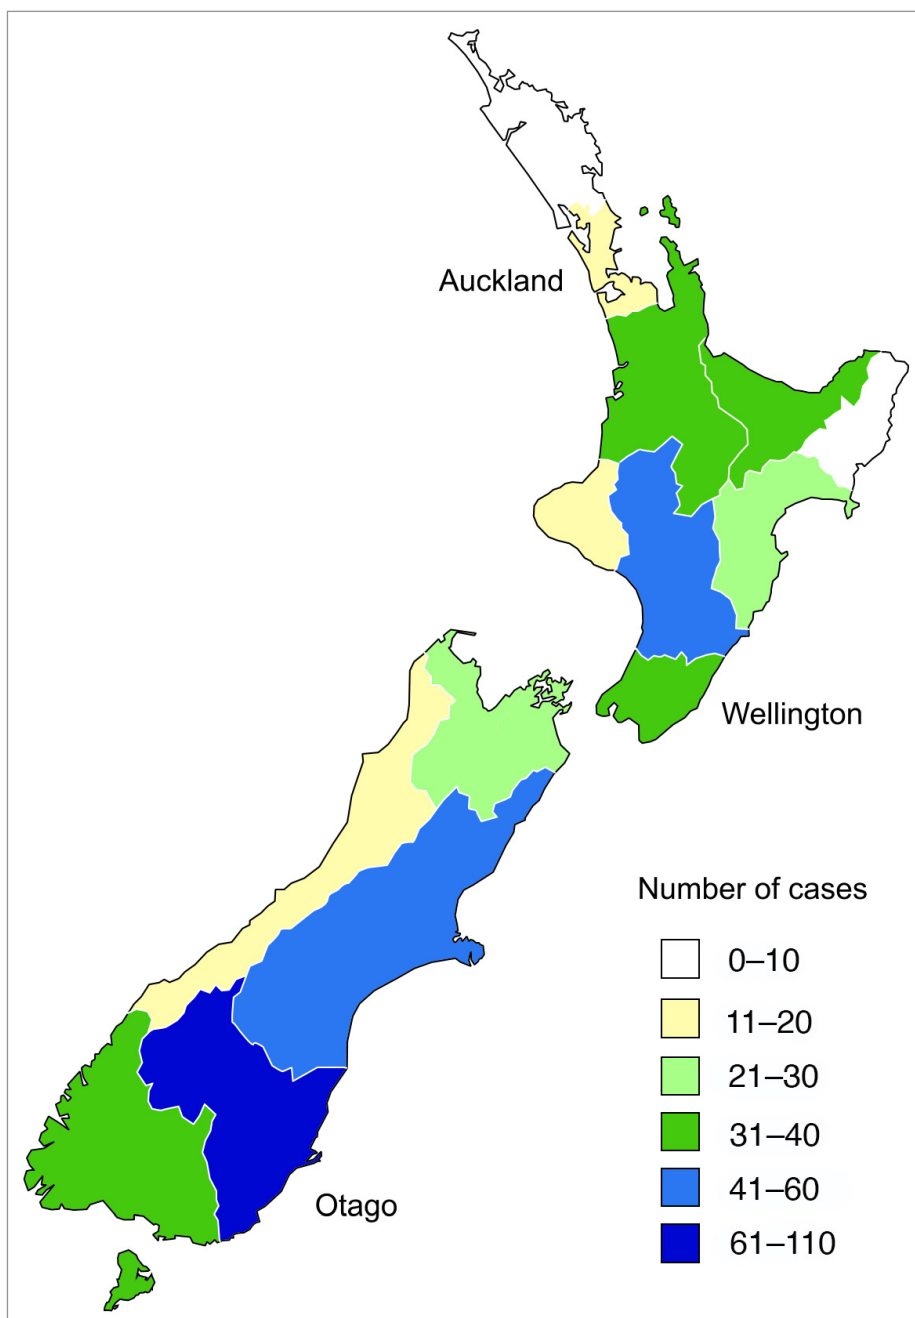 Auckland
Wellington
Number of cases
0–10
11–20
21–30
31–40
41–60
61–110
Otago